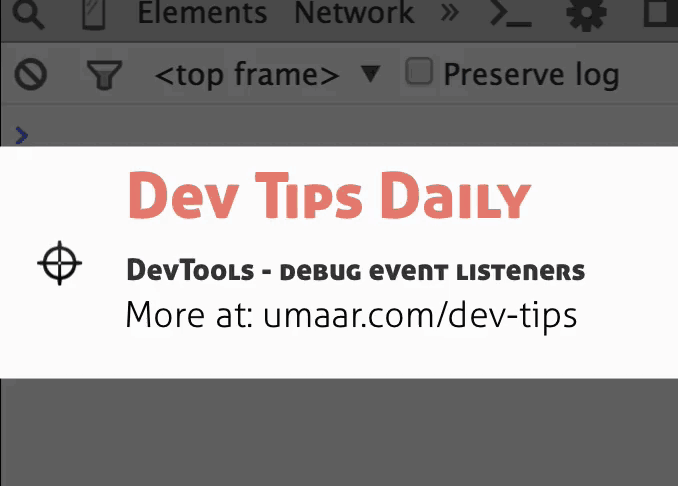 Elements Network »
<top frame> ▼ Preserve log
Dev Tips Daily
DevTools - debug event listeners
More at: umaar.com/dev-tips